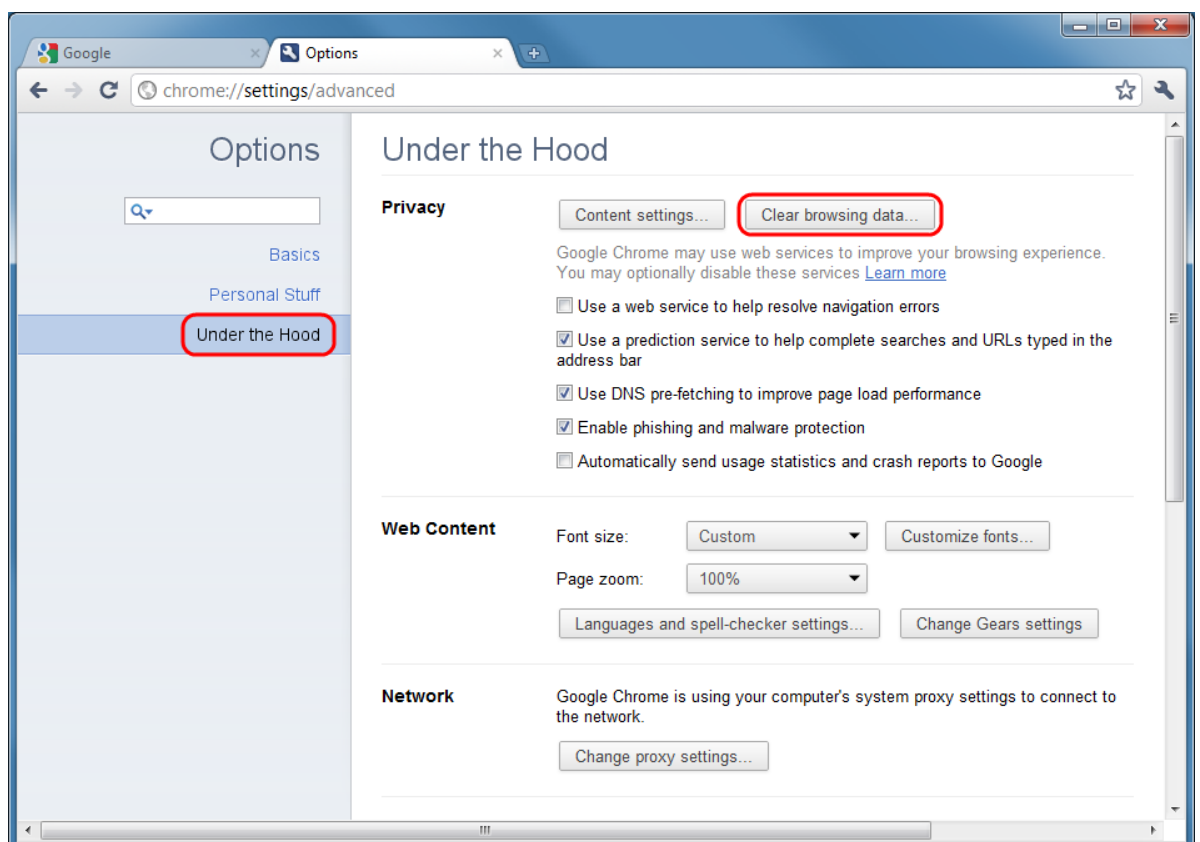 Google
Options
chrome://settings/advanced
Options
Under the Hood
Basics
Personal Stuff
Under the Hood
Privacy
Content settings...
Clear browsing data...
Google Chrome may use web services to improve your browsing experience.
You may optionally disable these services Learn more
Use a web service to help resolve navigation errors
Use a prediction service to help complete searches and URLs typed in the
address bar
Use DNS pre-fetching to improve page load performance
Enable phishing and malware protection
Automatically send usage statistics and crash reports to Google
Web Content
Font size:
Custom
Customize fonts...
Page zoom:
100%
Languages and spell-checker settings...
Change Gears settings
Network
Google Chrome is using your computer's system proxy settings to connect to
the network.
Change proxy settings...